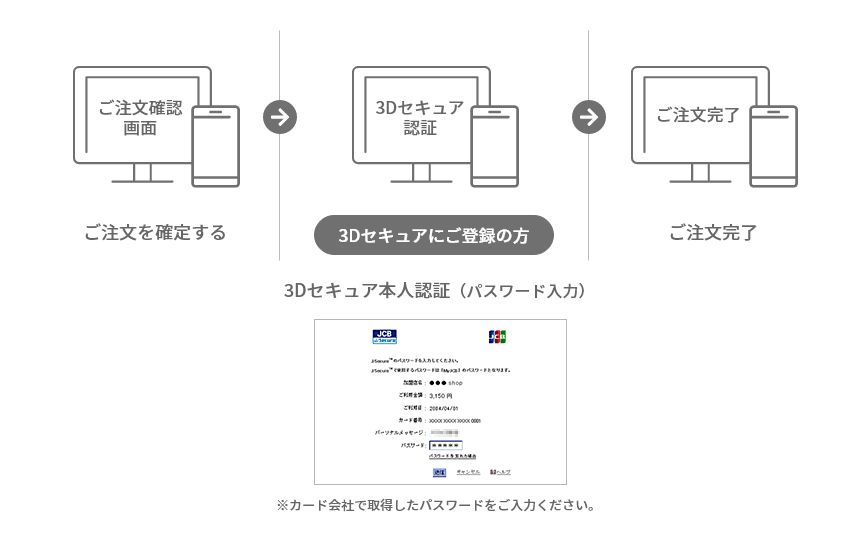 ご注文確認
画面
3Dセキュア
認証
ご注文完了
ご注文を確定する
3Dセキュアにご登録の方
ご注文完了
3Dセキュア本人認証（パスワード入力）
JCB
J/Secure
JCB
J/Secure™のパスワードを入力してください。
J/Secure™で使用するパスワードは「MyJCB」のパスワードとなります。
加盟店名： ●●● shop
ご利用金額： 3,150 円
ご利用日： 2004/04/01
カード番号： XXXX XXXX XXXX 0001
パーソナルメッセージ：
パスワード： *****
パスワードを忘れた場合
送信 キャンセル ヘルプ
※カード会社で取得したパスワードをご入力ください。